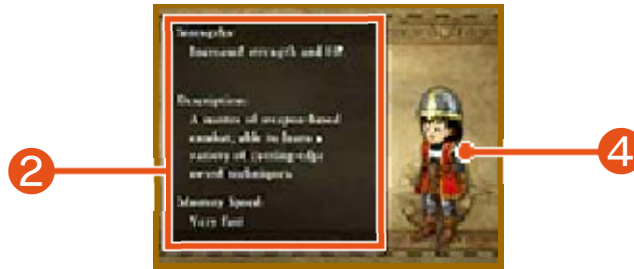 Strengths:
Increased strength and HP
Description:
A master of weapon-based
combat, able to learn a
variety of cutting-edge
sword techniques
Mastery Speed:
Very Fast
2
4